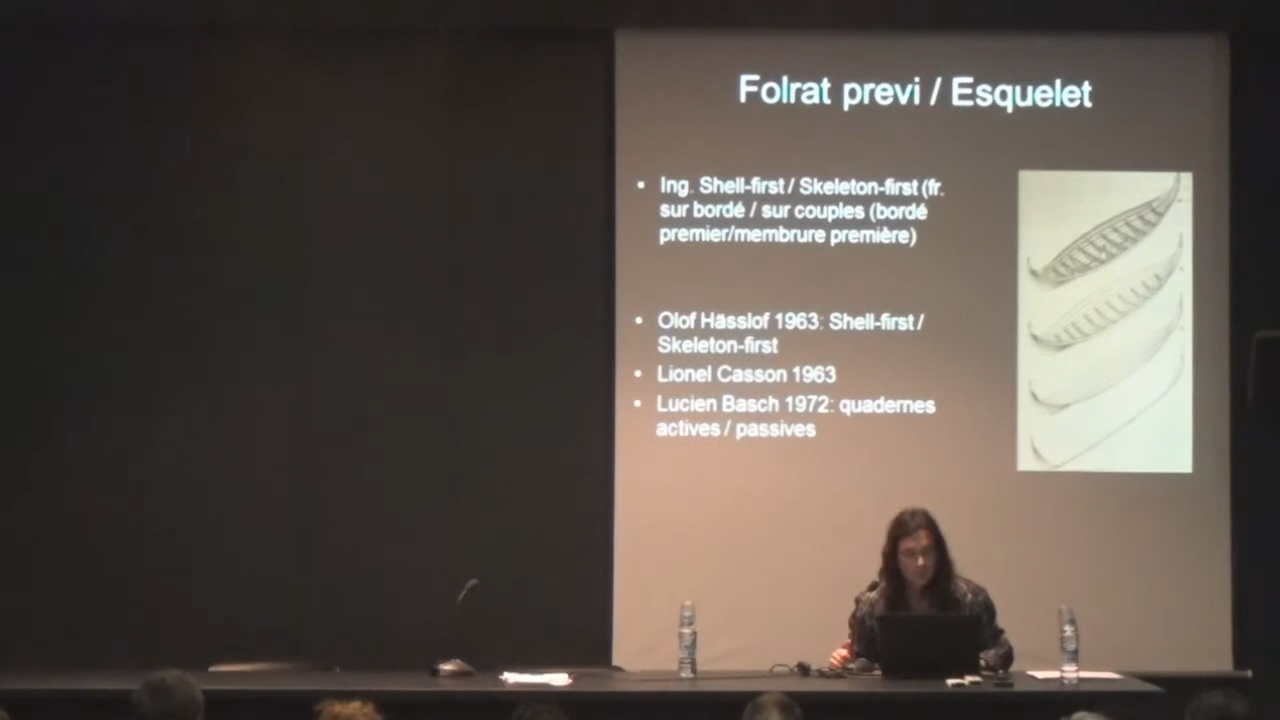 Folrat previ / Esquelet
• Ing. Shell-first / Skeleton-first (fr.
sur bordé / sur couples (bordé
premier/membrure première)
• Olof Hässlof 1963: Shell-first /
Skeleton-first
• Lionel Casson 1963
• Lucien Basch 1972: quadernes
actives / passives